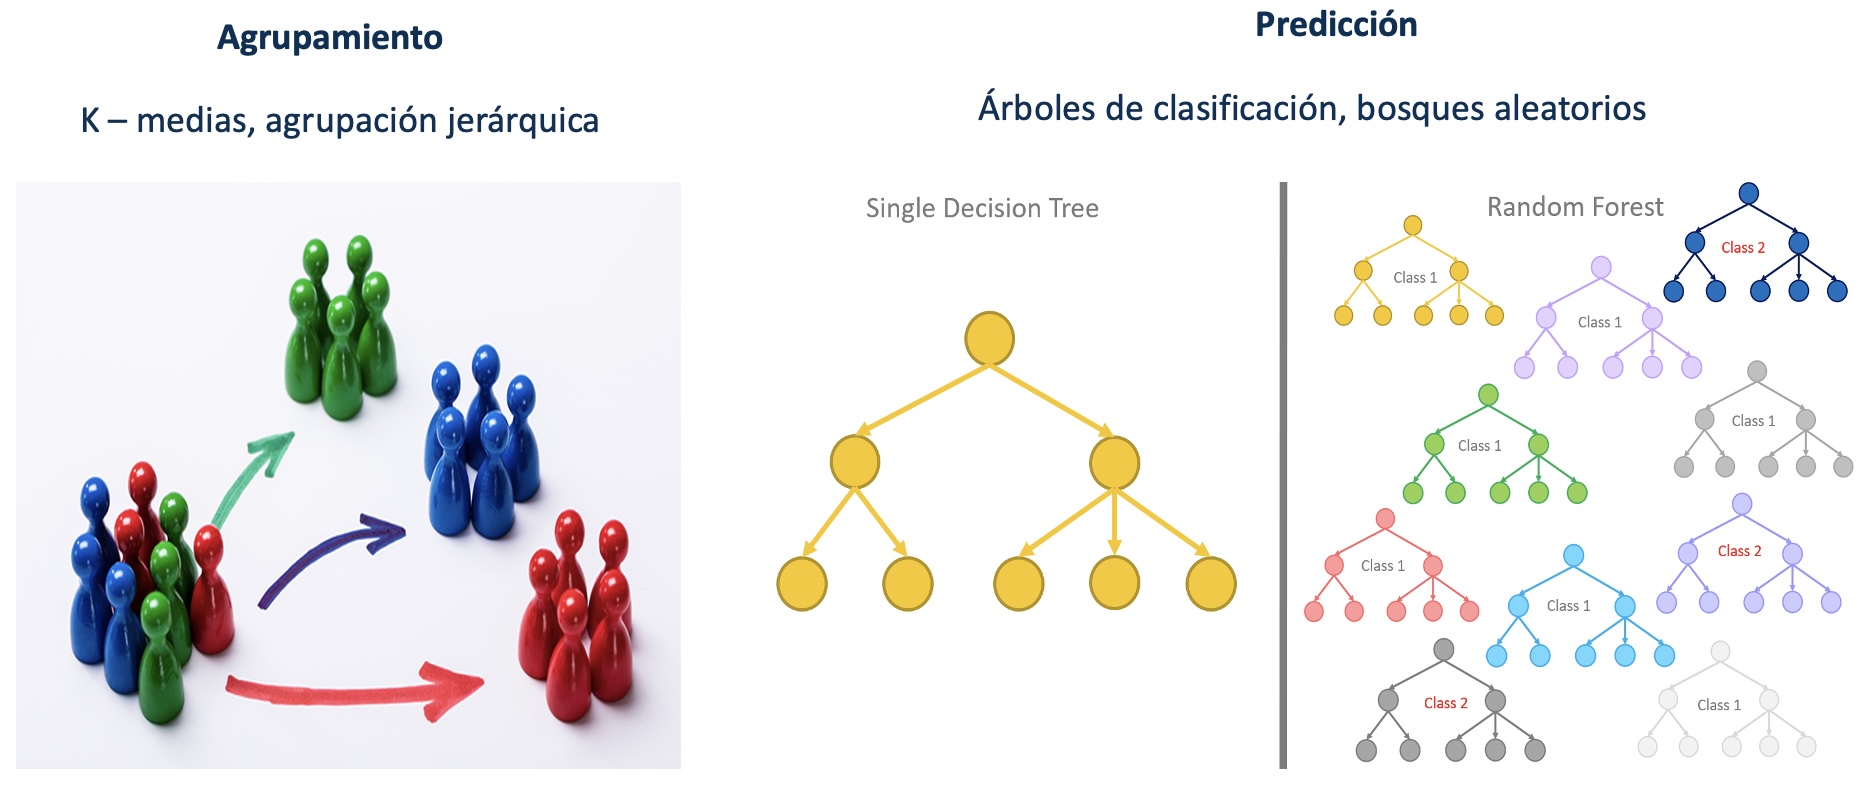 Agrupamiento
K – medias, agrupación jerárquica
Predicción
Árboles de clasificación, bosques aleatorios
Single Decision Tree
Random Forest
Class 2
Class 1
Class 1
Class 1
Class 1
Class 2
Class 1
Class 1
Class 2
Class 1